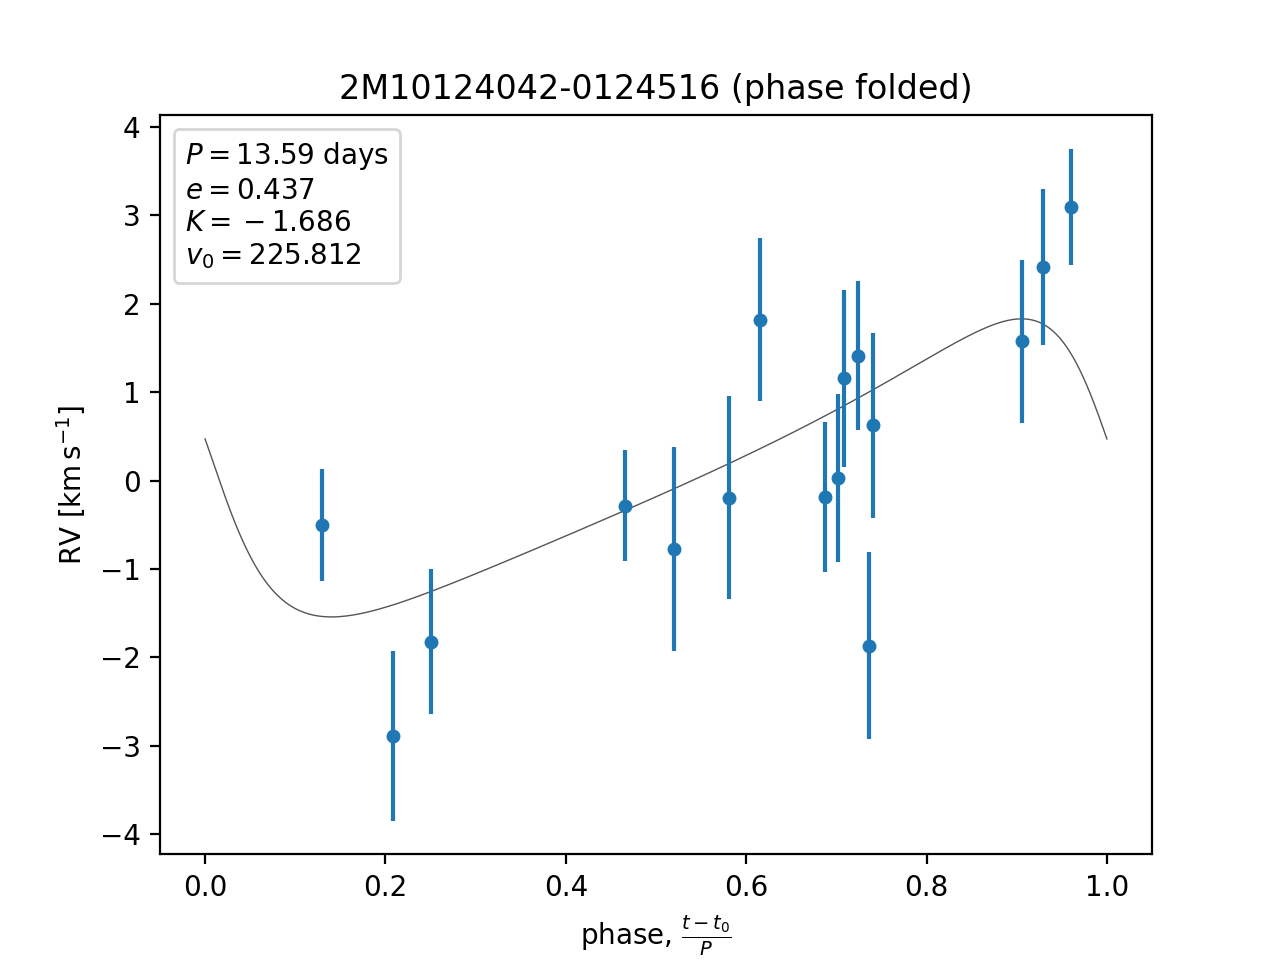 2M10124042-0124516 (phase folded)
P = 13.59 days
e = 0.437
K = −1.686
v₀ = 225.812
4
3
2
1
0
−1
−2
−3
−4
RV [km s⁻¹]
0.0 0.2 0.4 0.6 0.8 1.0
phase, (t − t₀)/P